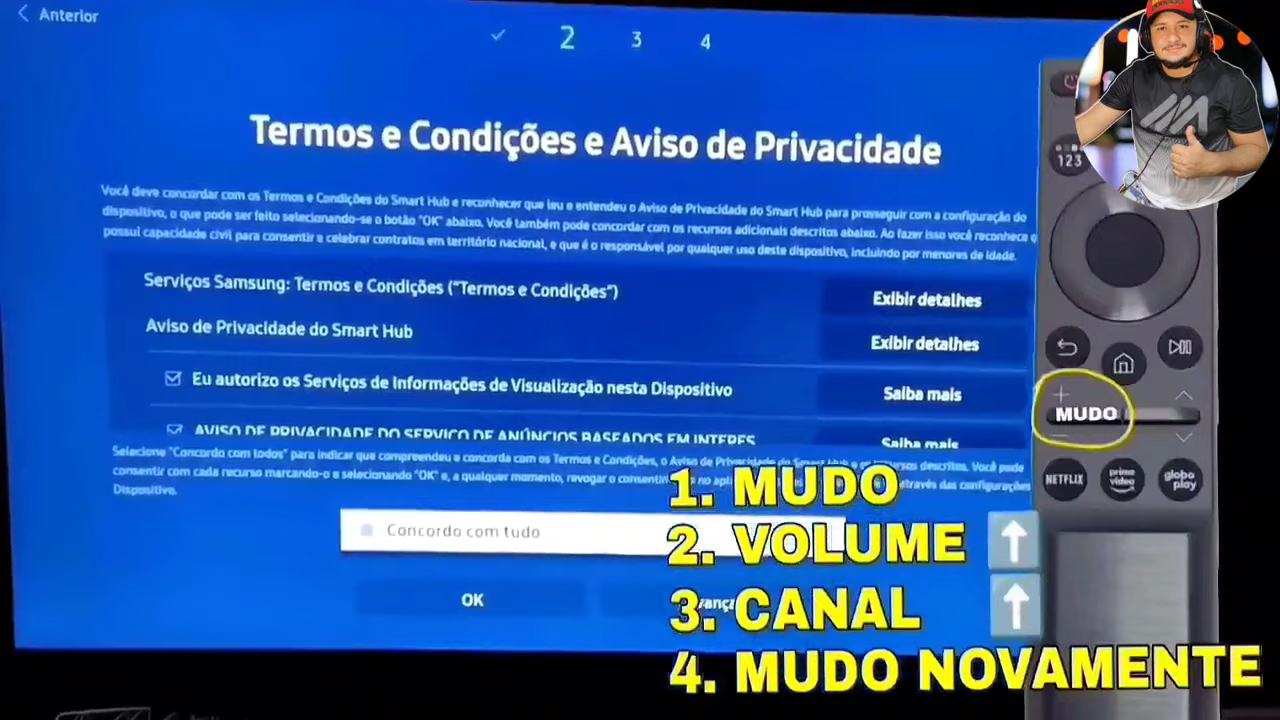 Anterior
2
3
4
Termos e Condições e Aviso de Privacidade
Você deve concordar com os Termos e Condições do Smart Hub e reconhecer que leu e entendeu o Aviso de Privacidade do Smart Hub para prosseguir com a configuração do
dispositivo, o que pode ser feito selecionando-se o botão "OK" abaixo. Você também pode concordar com os recursos adicionais descritos abaixo. Ao fazer isso você reconhece q
possui capacidade civil para consentir e celebrar contratos em território nacional, e que é o responsável por qualquer uso deste dispositivo, incluindo por menores de idade.
Serviços Samsung: Termos e Condições ("Termos e Condições")
Exibir detalhes
Aviso de Privacidade do Smart Hub
Exibir detalhes
Eu autorizo os Serviços de Informações de Visualização nesta Dispositivo
Saiba mais
AVISO DE PRIVACIDADE DO SERVIÇO DE ANÚNCIOS BASEADOS EM INTERES
Saiba mais
Selecione "Concordo com todos" para indicar que compreendeu e concorda com os Termos e Condições, o Aviso de Privacidade do Smart Hub e descritos. Você pode
consentir com cada recurso marcando-o e selecionando "OK" e, a qualquer momento, revogar o através das configurações
Dispositivo.
Concordo com tudo
OK
1. MUDO
2. VOLUME
3. CANAL
4. MUDO NOVAMENTE
123
MUDO
NETFLIX
prime
video
globo
play